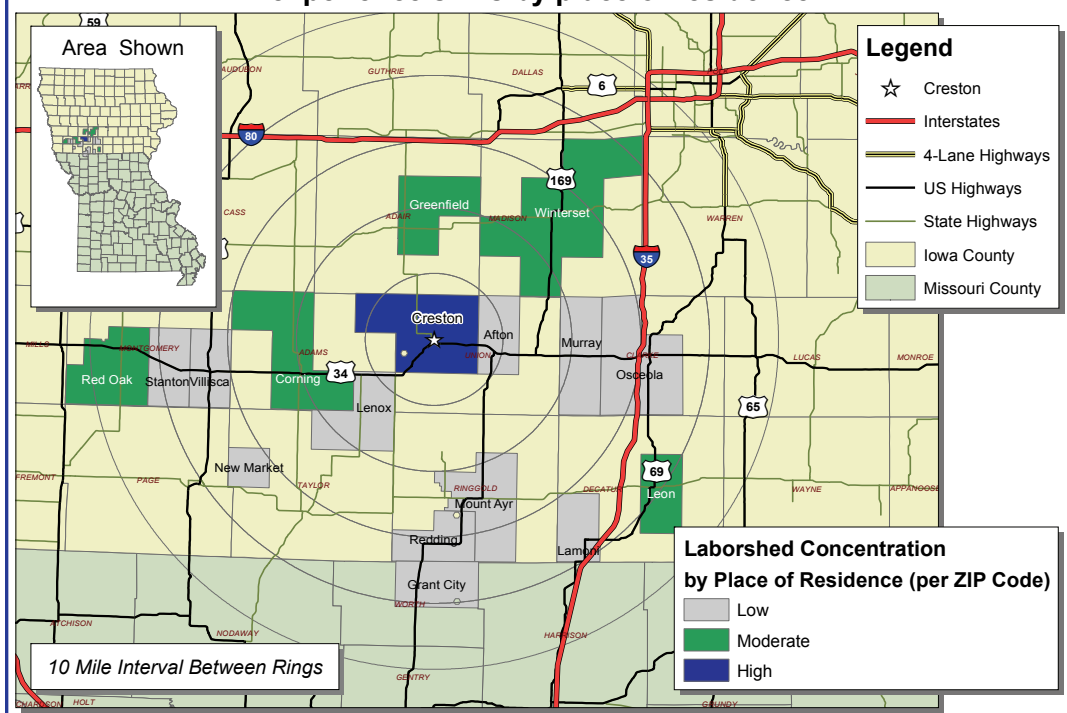 59
Area Shown
AUDUBON
GUTHRIE
DALLAS
6
80
Legend
Creston
Interstates
4-Lane Highways
US Highways
State Highways
Iowa County
Missouri County
169
Greenfield
Winterset
CASS
ADAIR
MADISON
WARREN
35
Creston
Afton
Murray
MILLS
MONTGOMERY
ADAMS
UNION
CLARKE
LUCAS
MONROE
Red Oak
Stanton
Villisca
Corning
34
Osceola
Lenox
65
New Market
69
FREMONT
PAGE
TAYLOR
RINGGOLD
DECATUR
WAYNE
APPANOOSE
Leon
Mount Ayr
Redding
Lamoni
Grant City
WORTH
ATCHISON
NODAWAY
HARRISON
GENTRY
HOLT
GRUNDY
10 Mile Interval Between Rings
Laborshed Concentration
by Place of Residence (per ZIP Code)
Low
Moderate
High